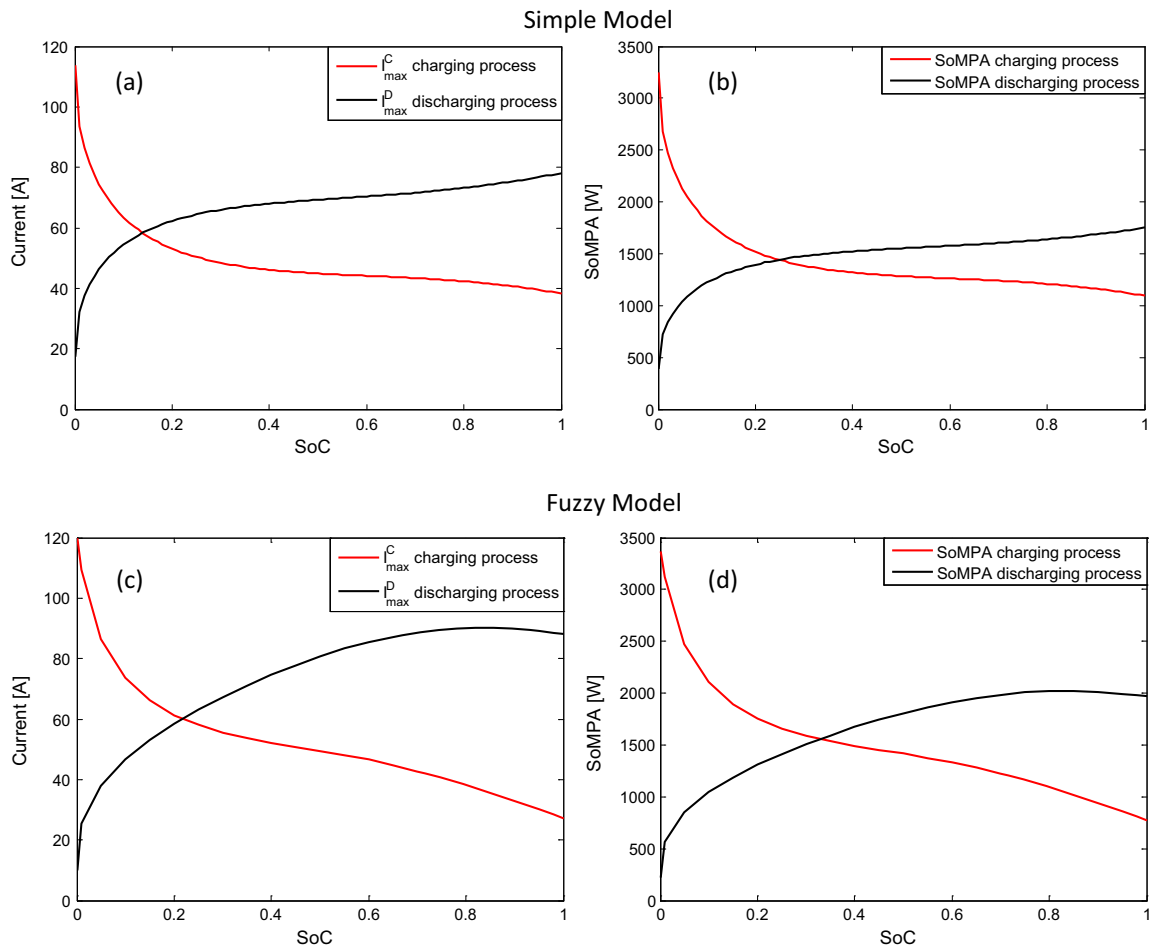 Simple Model
(a)
I^C_max charging process
I^D_max discharging process
120
100
80
60
40
20
0
Current [A]
0 0.2 0.4 0.6 0.8 1
SoC
(b)
SoMPA charging process
SoMPA discharging process
3500
3000
2500
2000
1500
1000
500
0
SoMPA [W]
0 0.2 0.4 0.6 0.8 1
SoC
Fuzzy Model
(c)
I^C_max charging process
I^D_max discharging process
120
100
80
60
40
20
0
Current [A]
0 0.2 0.4 0.6 0.8 1
SoC
(d)
SoMPA charging process
SoMPA discharging process
3500
3000
2500
2000
1500
1000
500
0
SoMPA [W]
0 0.2 0.4 0.6 0.8 1
SoC